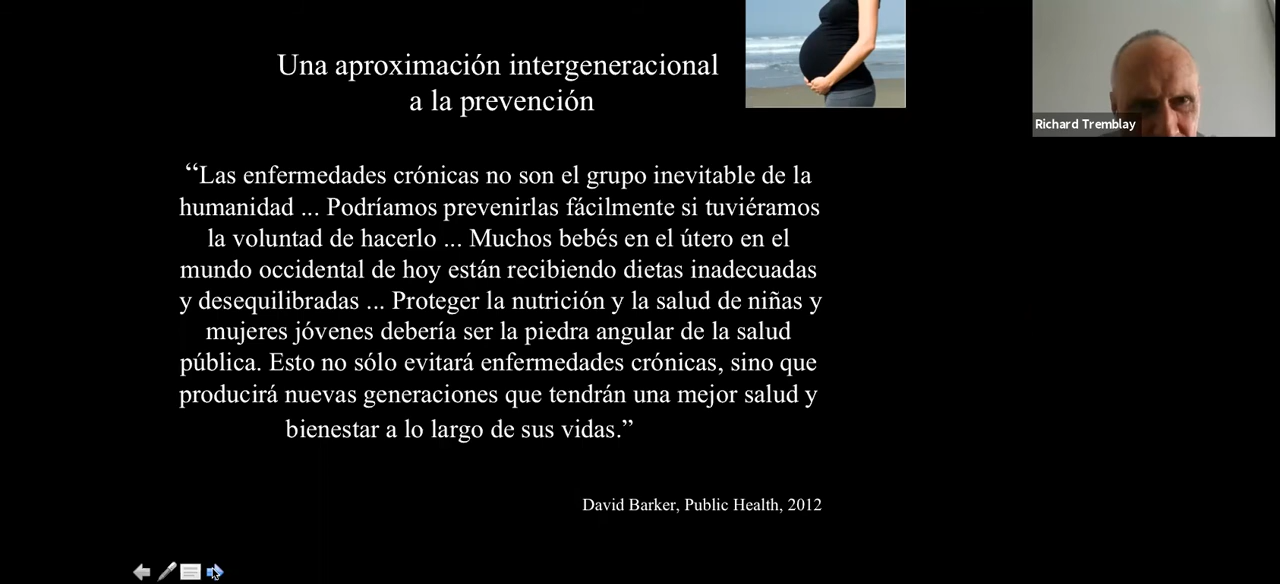 Una aproximación intergeneracional
a la prevención
“Las enfermedades crónicas no son el grupo inevitable de la
humanidad ... Podríamos prevenirlas fácilmente si tuviéramos
la voluntad de hacerlo ... Muchos bebés en el útero en el
mundo occidental de hoy están recibiendo dietas inadecuadas
y desequilibradas ... Proteger la nutrición y la salud de niñas y
mujeres jóvenes debería ser la piedra angular de la salud
pública. Esto no sólo evitará enfermedades crónicas, sino que
producirá nuevas generaciones que tendrán una mejor salud y
bienestar a lo largo de sus vidas.”
David Barker, Public Health, 2012
Richard Tremblay